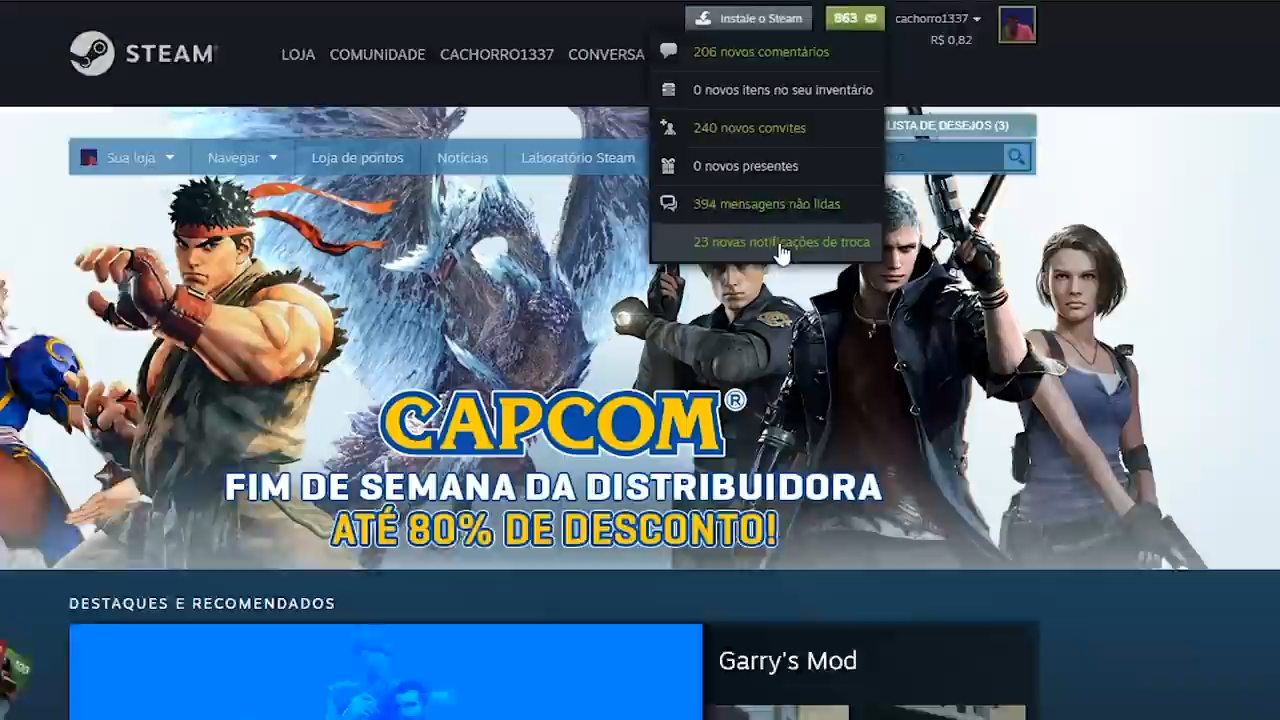 Instale o Steam
863
cachorro1337
R$ 0,82
STEAM®
LOJA
COMUNIDADE
CACHORRO1337
CONVERSA
206 novos comentários
0 novos itens no seu inventário
240 novos convites
0 novos presentes
394 mensagens não lidas
23 novas notificações de troca
LISTA DE DESEJOS (3)
Sua loja
Navegar
Loja de pontos
Notícias
Laboratório Steam
CAPCOM®
FIM DE SEMANA DA DISTRIBUIDORA
ATÉ 80% DE DESCONTO!
DESTAQUES E RECOMENDADOS
Garry's Mod